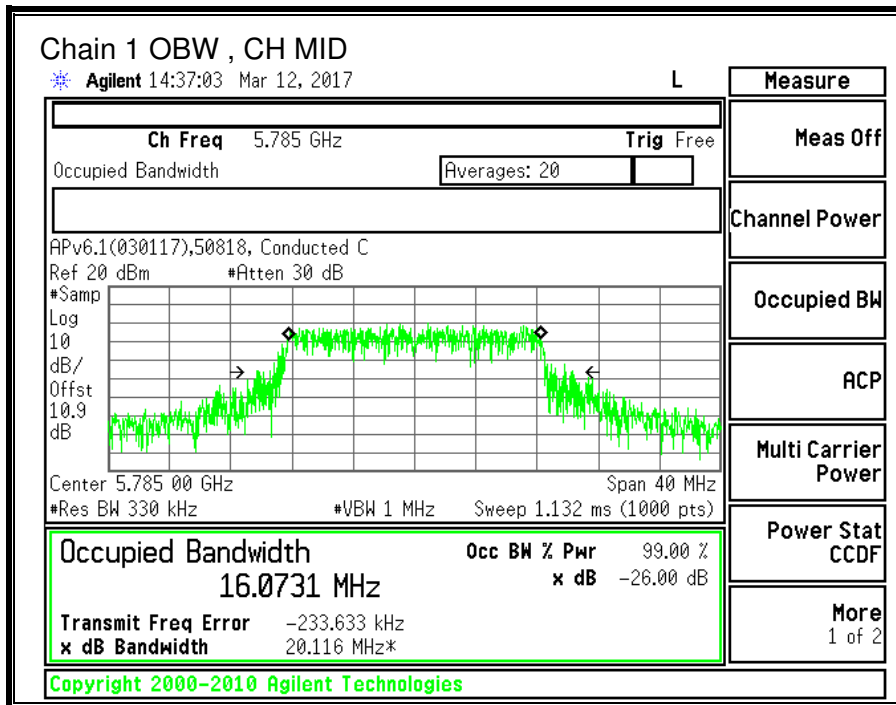 Chain 1 OBW , CH MID
Agilent 14:37:03 Mar 12, 2017 L
Measure
Ch Freq 5.785 GHz Trig Free
Meas Off
Occupied Bandwidth Averages: 20
Channel Power
APv6.1(030117),50818, Conducted C
Ref 20 dBm #Atten 30 dB
#Samp
Log
10
dB/
Offst
10.9
dB
Occupied BW
ACP
Multi Carrier
Power
Center 5.785 00 GHz Span 40 MHz
#Res BW 330 kHz #VBW 1 MHz Sweep 1.132 ms (1000 pts)
Power Stat
CCDF
Occupied Bandwidth Occ BW % Pwr 99.00 %
16.0731 MHz x dB -26.00 dB
Transmit Freq Error -233.633 kHz
x dB Bandwidth 20.116 MHz*
More
1 of 2
Copyright 2000-2010 Agilent Technologies